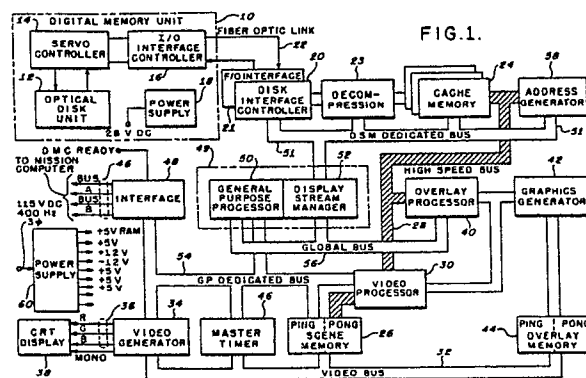 FIG.1.
10
DIGITAL MEMORY UNIT
14
SERVO CONTROLLER
I/O INTERFACE CONTROLLER
16
FIBER OPTIC LINK
22
12
OPTICAL DISK UNIT
18
POWER SUPPLY
28 V DC
F/O INTERFACE
20
DISK INTERFACE CONTROLLER
21
23
DECOM-PRESSION
24
CAGHE MEMORY
58
ADDRESS GENERATOR
DSM DEDICATED BUS
51
51
DMC READY TO MISSION COMPUTER
46
48
BUS A
BUS B
INTERFACE
115V DC 400 HZ
3φ
49
50
52
GENERAL PURPOSE PROCESSOR
DISPLAY STREAM MANAGER
HIGH SPEED BUS
42
OVERLAY PROCESSOR
40
GRAPHICS GENERATOR
28
GLOBAL BUS
56
54
GP DEDICATED BUS
30
VIDEO PROCESSOR
POWER SUPPLY
60
+5V RAM
+5V
+12V
-12V
+5V
+5V
+5V
36
34
46
26
44
R
G
B
MONO
CRT DISPLAY
38
VIDEO GENERATOR
MASTER TIMER
PING PONG SCENE MEMORY
PING PONG OVERLAY MEMORY
32
VIDEO BUS